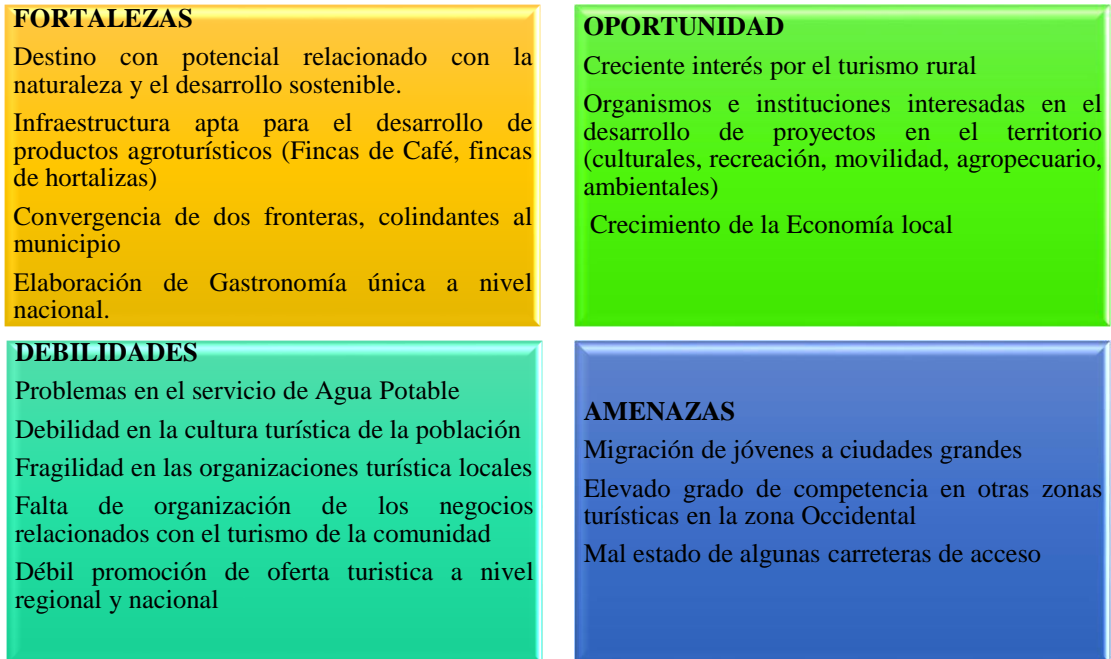 FORTALEZAS
Destino con potencial relacionado con la
naturaleza y el desarrollo sostenible.
Infraestructura apta para el desarrollo de
productos agroturísticos (Fincas de Café, fincas
de hortalizas)
Convergencia de dos fronteras, colindantes al
municipio
Elaboración de Gastronomía única a nivel
nacional.
OPORTUNIDAD
Creciente interés por el turismo rural
Organismos e instituciones interesadas en el
desarrollo de proyectos en el territorio
(culturales, recreación, movilidad, agropecuario,
ambientales)
Crecimiento de la Economía local
DEBILIDADES
Problemas en el servicio de Agua Potable
Debilidad en la cultura turística de la población
Fragilidad en las organizaciones turística locales
Falta de organización de los negocios
relacionados con el turismo de la comunidad
Débil promoción de oferta turistica a nivel
regional y nacional
AMENAZAS
Migración de jóvenes a ciudades grandes
Elevado grado de competencia en otras zonas
turísticas en la zona Occidental
Mal estado de algunas carreteras de acceso